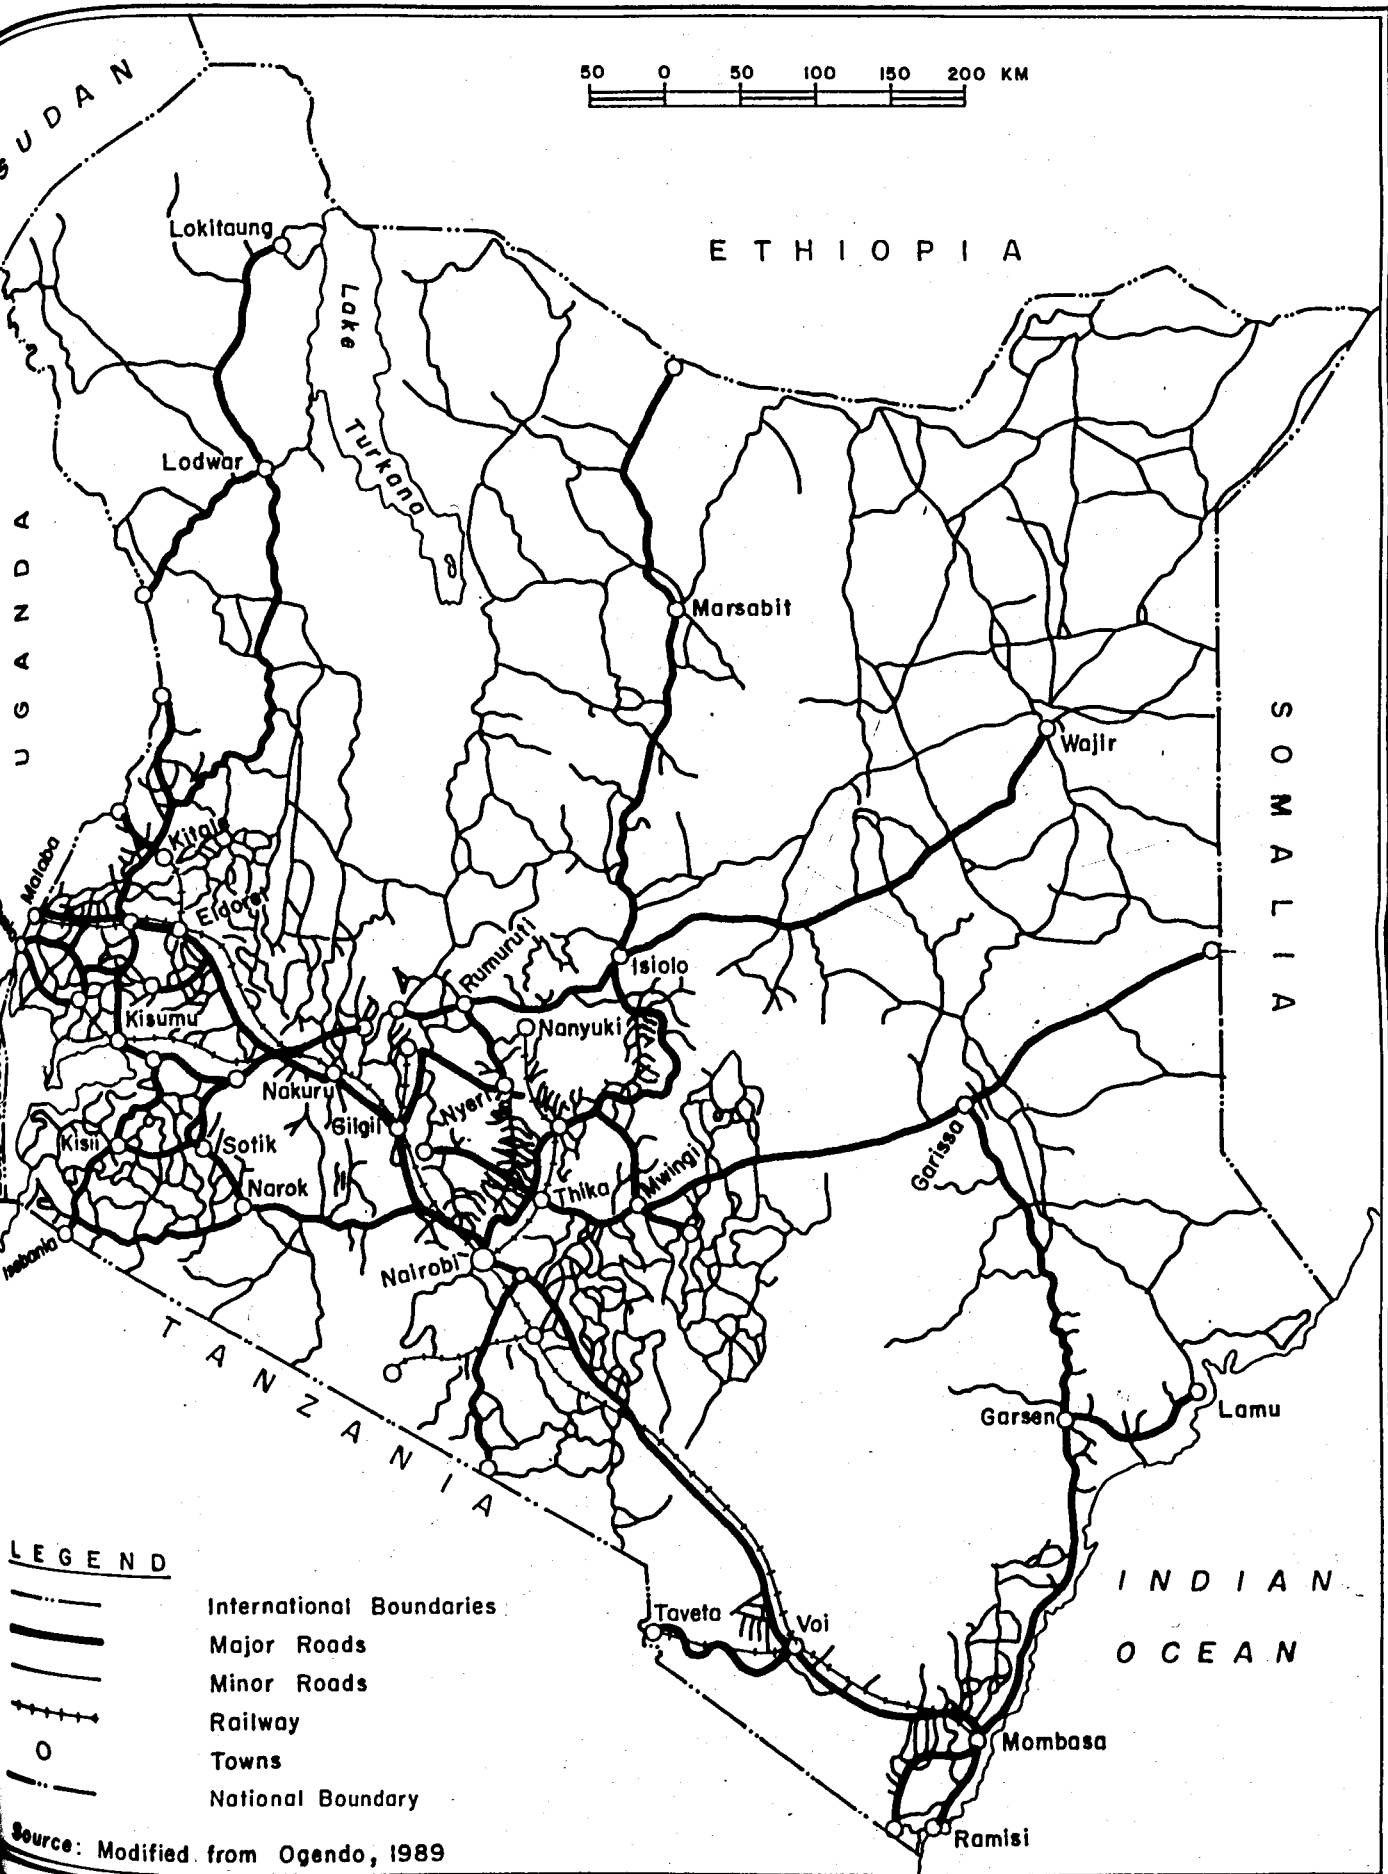 SUDAN
50 0 50 100 150 200 KM
ETHIOPIA
Lokitaung
Lake
Turkana
Lodwar
UGANDA
Marsabit
SOMALIA
Wajir
Kitale
Malaba
Eldoret
Rumuruti
Isiolo
Kisumu
Nanyuki
Nakuru
Nyeri
Gilgil
Kisii
Sotik
Garissa
Mwingi
Narok
Thika
Isebania
Nairobi
TANZANIA
Garsen
Lamu
LEGEND
International Boundaries
Major Roads
Minor Roads
Railway
Towns
National Boundary
Taveta
Voi
INDIAN
OCEAN
Mombasa
Ramisi
Source: Modified from Ogendo, 1989